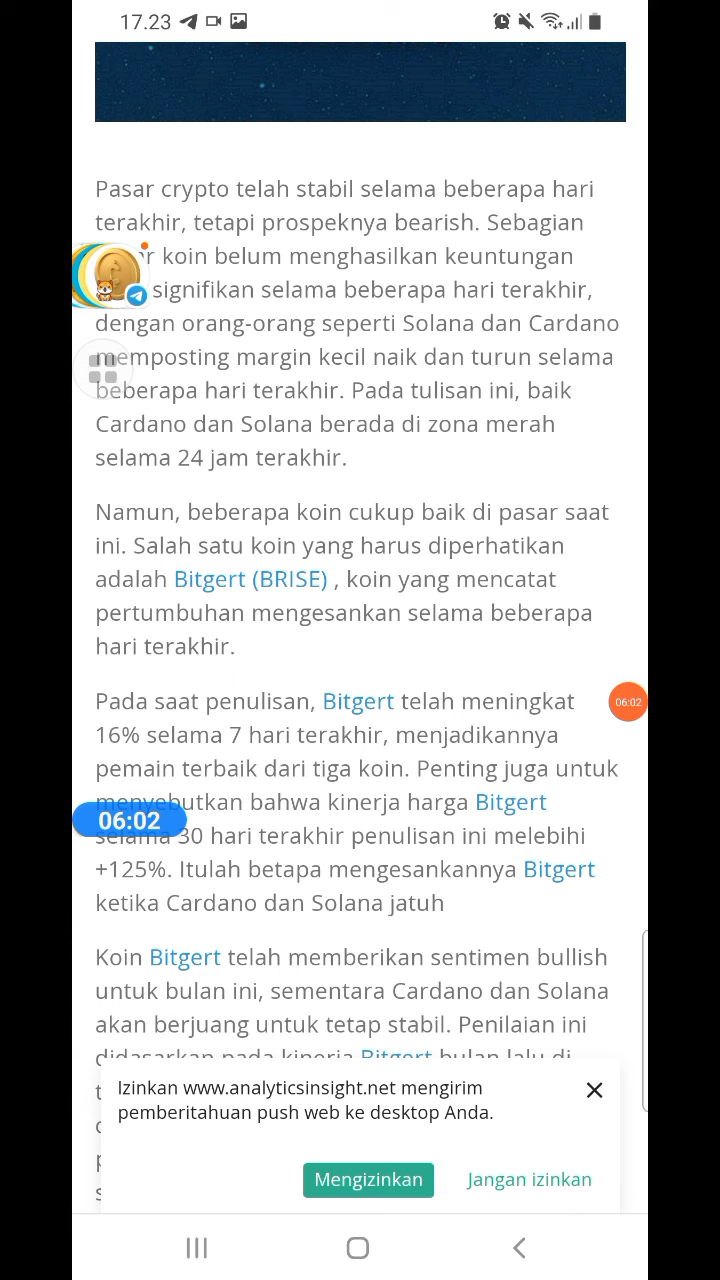 17.23
Pasar crypto telah stabil selama beberapa hari
terakhir, tetapi prospeknya bearish. Sebagian
koin belum menghasilkan keuntungan
signifikan selama beberapa hari terakhir,
dengan orang-orang seperti Solana dan Cardano
memposting margin kecil naik dan turun selama
beberapa hari terakhir. Pada tulisan ini, baik
Cardano dan Solana berada di zona merah
selama 24 jam terakhir.
Namun, beberapa koin cukup baik di pasar saat
ini. Salah satu koin yang harus diperhatikan
adalah Bitgert (BRISE) , koin yang mencatat
pertumbuhan mengesankan selama beberapa
hari terakhir.
Pada saat penulisan, Bitgert telah meningkat
06:02
16% selama 7 hari terakhir, menjadikannya
pemain terbaik dari tiga koin. Penting juga untuk
menyebutkan bahwa kinerja harga Bitgert
06:02
selama 30 hari terakhir penulisan ini melebihi
+125%. Itulah betapa mengesankannya Bitgert
ketika Cardano dan Solana jatuh
Koin Bitgert telah memberikan sentimen bullish
untuk bulan ini, sementara Cardano dan Solana
akan berjuang untuk tetap stabil. Penilaian ini
didasarkan pada kinerja Bitgert bulan lalu di
Izinkan www.analyticsinsight.net mengirim
pemberitahuan push web ke desktop Anda.
Mengizinkan
Jangan izinkan